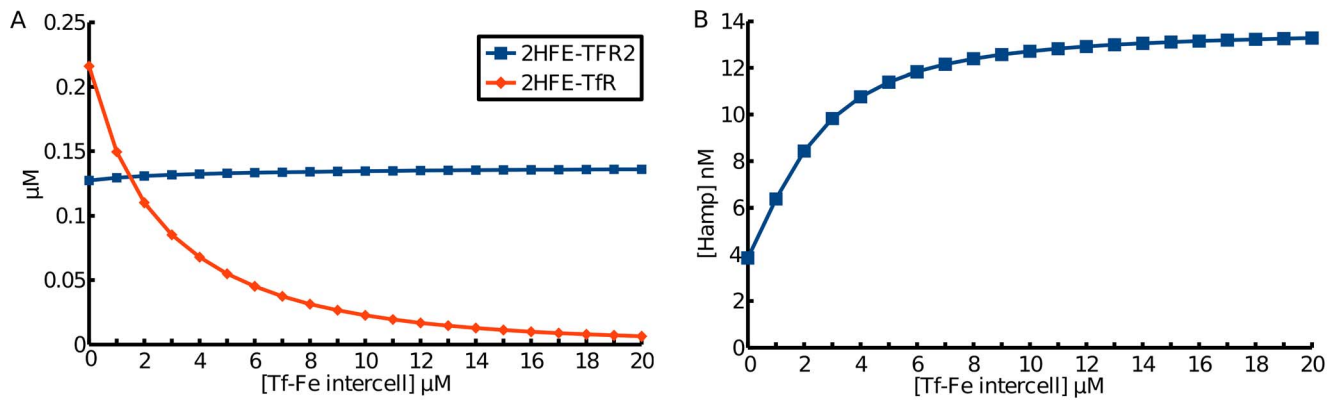 A
0.25
0.2
0.15
0.1
0.05
0
µM
2HFE-TFR2
2HFE-TfR
0 2 4 6 8 10 12 14 16 18 20
[Tf-Fe intercell] µM
B
14
12
10
8
6
4
2
0
[Hamp] nM
0 2 4 6 8 10 12 14 16 18 20
[Tf-Fe intercell] µM